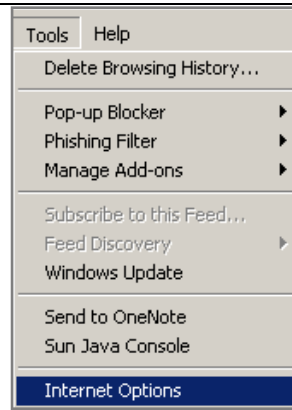 Tools Help
Delete Browsing History...
Pop-up Blocker
Phishing Filter
Manage Add-ons
Subscribe to this Feed...
Feed Discovery
Windows Update
Send to OneNote
Sun Java Console
Internet Options